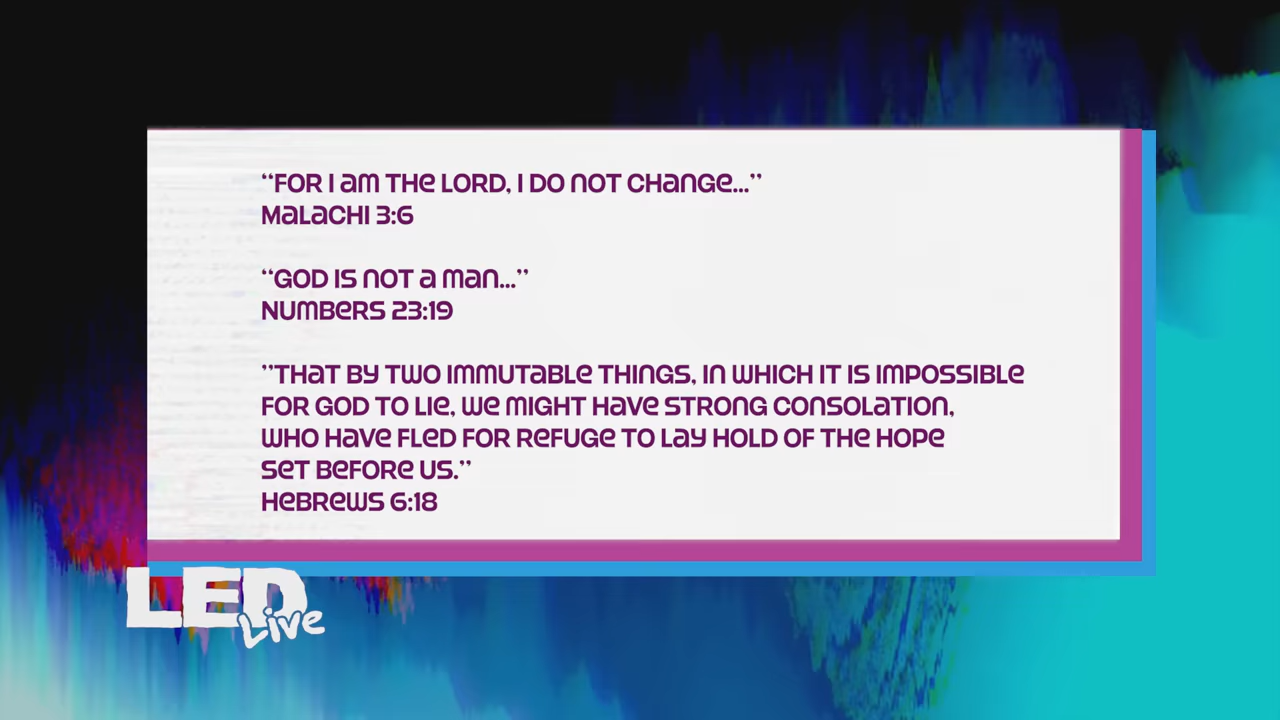 “FOR I am THe LORD, I DO NOT CHaNGe...”
MaLaCHI 3:6
“GOD IS NOT a maN...”
NUMBeRS 23:19
”THaT BY TWO ImmUTaBLe THINGS, IN WHICH IT IS ImPOSSIBLe
FOR GOD TO LIe, We mIGHT HaVe STRONG CONSOLaTION,
WHO HaVe FLeD FOR ReFUGe TO LaY HOLD OF THe HOPe
SeT BeFORe US.”
HeBReWS 6:18
LED
Live